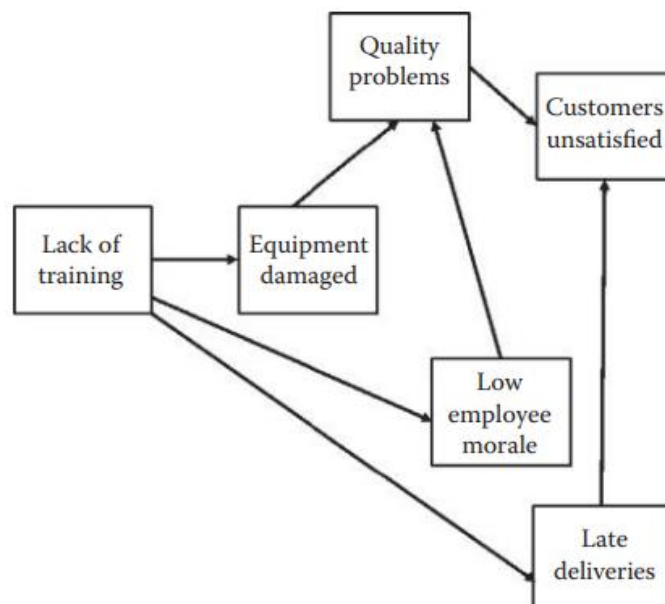 Quality
problems
Customers
unsatisfied
Lack of
training
Equipment
damaged
Low
employee
morale
Late
deliveries